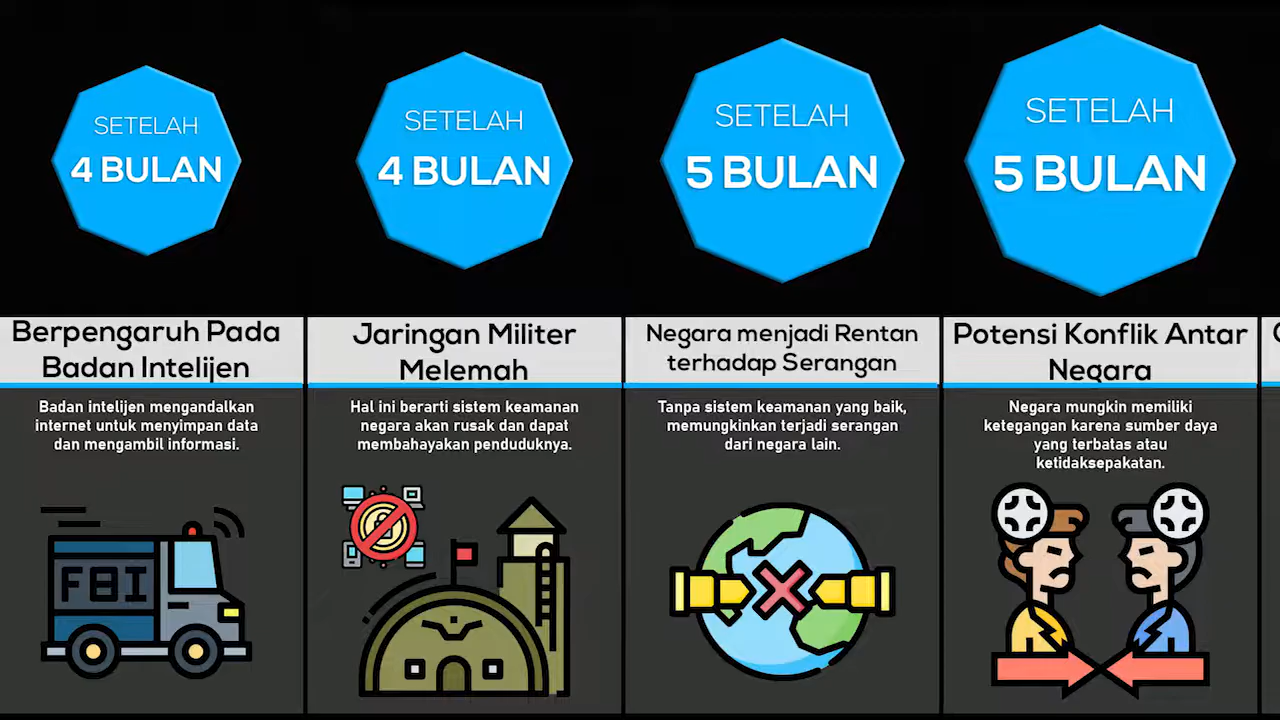 SETELAH
4 BULAN
Berpengaruh Pada
Badan Intelijen
Badan intelijen mengandalkan
internet untuk menyimpan data
dan mengambil informasi.
FBI
SETELAH
4 BULAN
Jaringan Militer
Melemah
Hal ini berarti sistem keamanan
negara akan rusak dan dapat
membahayakan penduduknya.
SETELAH
5 BULAN
Negara menjadi Rentan
terhadap Serangan
Tanpa sistem keamanan yang baik,
memungkinkan terjadi serangan
dari negara lain.
SETELAH
5 BULAN
Potensi Konflik Antar
Negara
Negara mungkin memiliki
ketegangan karena sumber daya
yang terbatas atau
ketidaksepakatan.